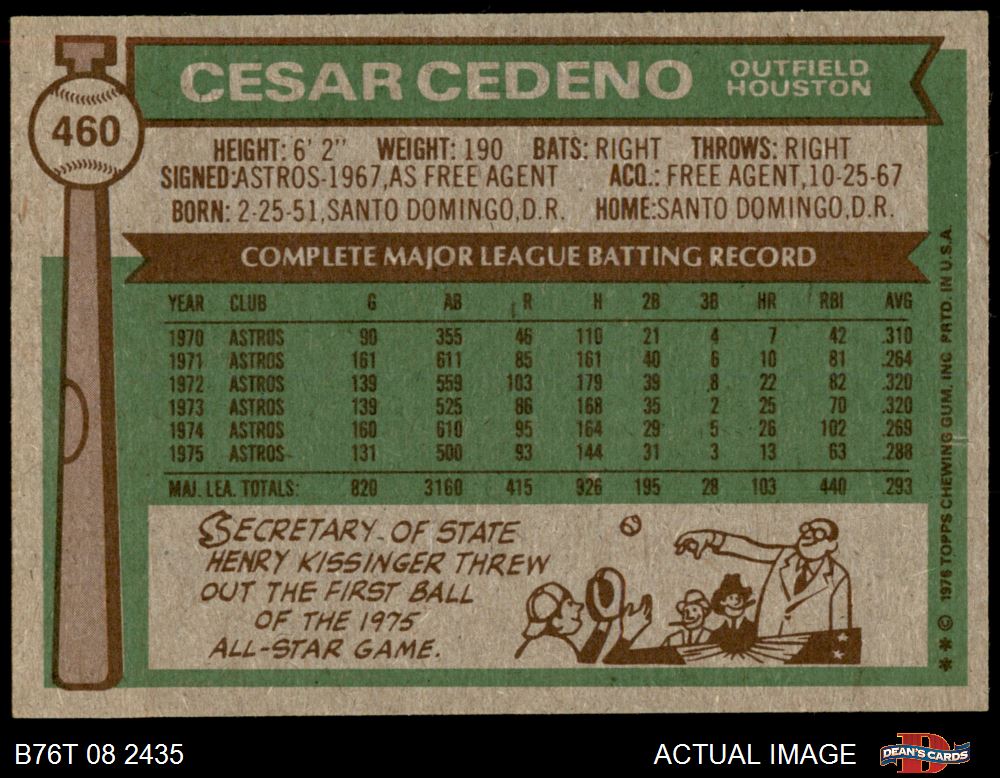 460
CESAR CEDENO
OUTFIELD
HOUSTON
HEIGHT: 6' 2" WEIGHT: 190 BATS: RIGHT THROWS: RIGHT
SIGNED:ASTROS-1967,AS FREE AGENT ACQ.: FREE AGENT,10-25-67
BORN: 2-25-51,SANTO DOMINGO,D.R. HOME:SANTO DOMINGO,D.R.
COMPLETE MAJOR LEAGUE BATTING RECORD
YEAR CLUB G AB R H 2B 3B HR RBI AVG
1970 ASTROS 90 355 46 110 21 4 7 42 .310
1971 ASTROS 161 611 85 161 40 6 10 81 .264
1972 ASTROS 139 559 103 179 39 8 22 82 .320
1973 ASTROS 139 525 86 168 35 2 25 70 .320
1974 ASTROS 160 610 95 164 29 5 26 102 .269
1975 ASTROS 131 500 93 144 31 3 13 63 .288
MAJ. LEA. TOTALS: 820 3160 415 926 195 28 103 440 .293
SECRETARY OF STATE
HENRY KISSINGER THREW
OUT THE FIRST BALL
OF THE 1975
ALL-STAR GAME.
** © 1976 TOPPS CHEWING GUM, INC. PRTD. IN U.S.A.
B76T 08 2435
ACTUAL IMAGE
DEAN'S CARDS